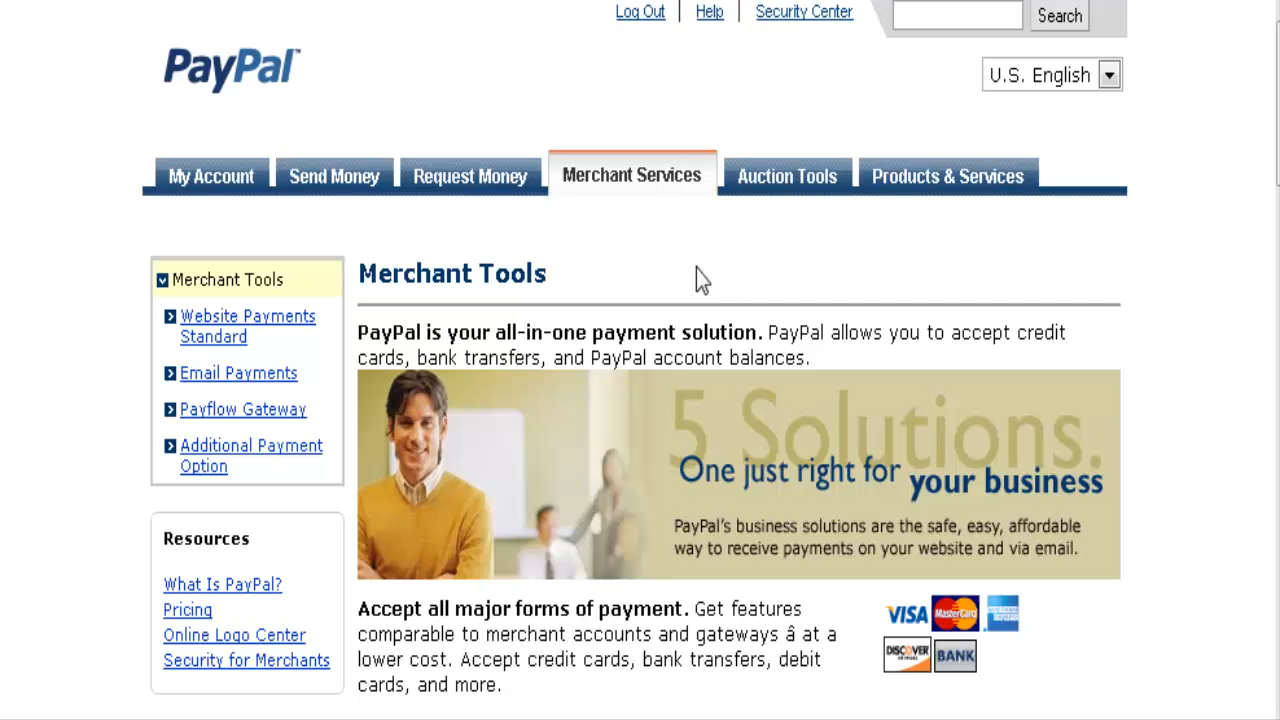 Log Out | Help | Security Center Search
PayPal™
U.S. English
My Account Send Money Request Money Merchant Services Auction Tools Products & Services
Merchant Tools
Website Payments
Standard
Email Payments
Payflow Gateway
Additional Payment
Option
Resources
What Is PayPal?
Pricing
Online Logo Center
Security for Merchants
Merchant Tools
PayPal is your all-in-one payment solution. PayPal allows you to accept credit
cards, bank transfers, and PayPal account balances.
5 Solutions.
One just right for your business
PayPal's business solutions are the safe, easy, affordable
way to receive payments on your website and via email.
Accept all major forms of payment. Get features
comparable to merchant accounts and gateways â at a
lower cost. Accept credit cards, bank transfers, debit
cards, and more.
VISA MasterCard
DISCOVER BANK